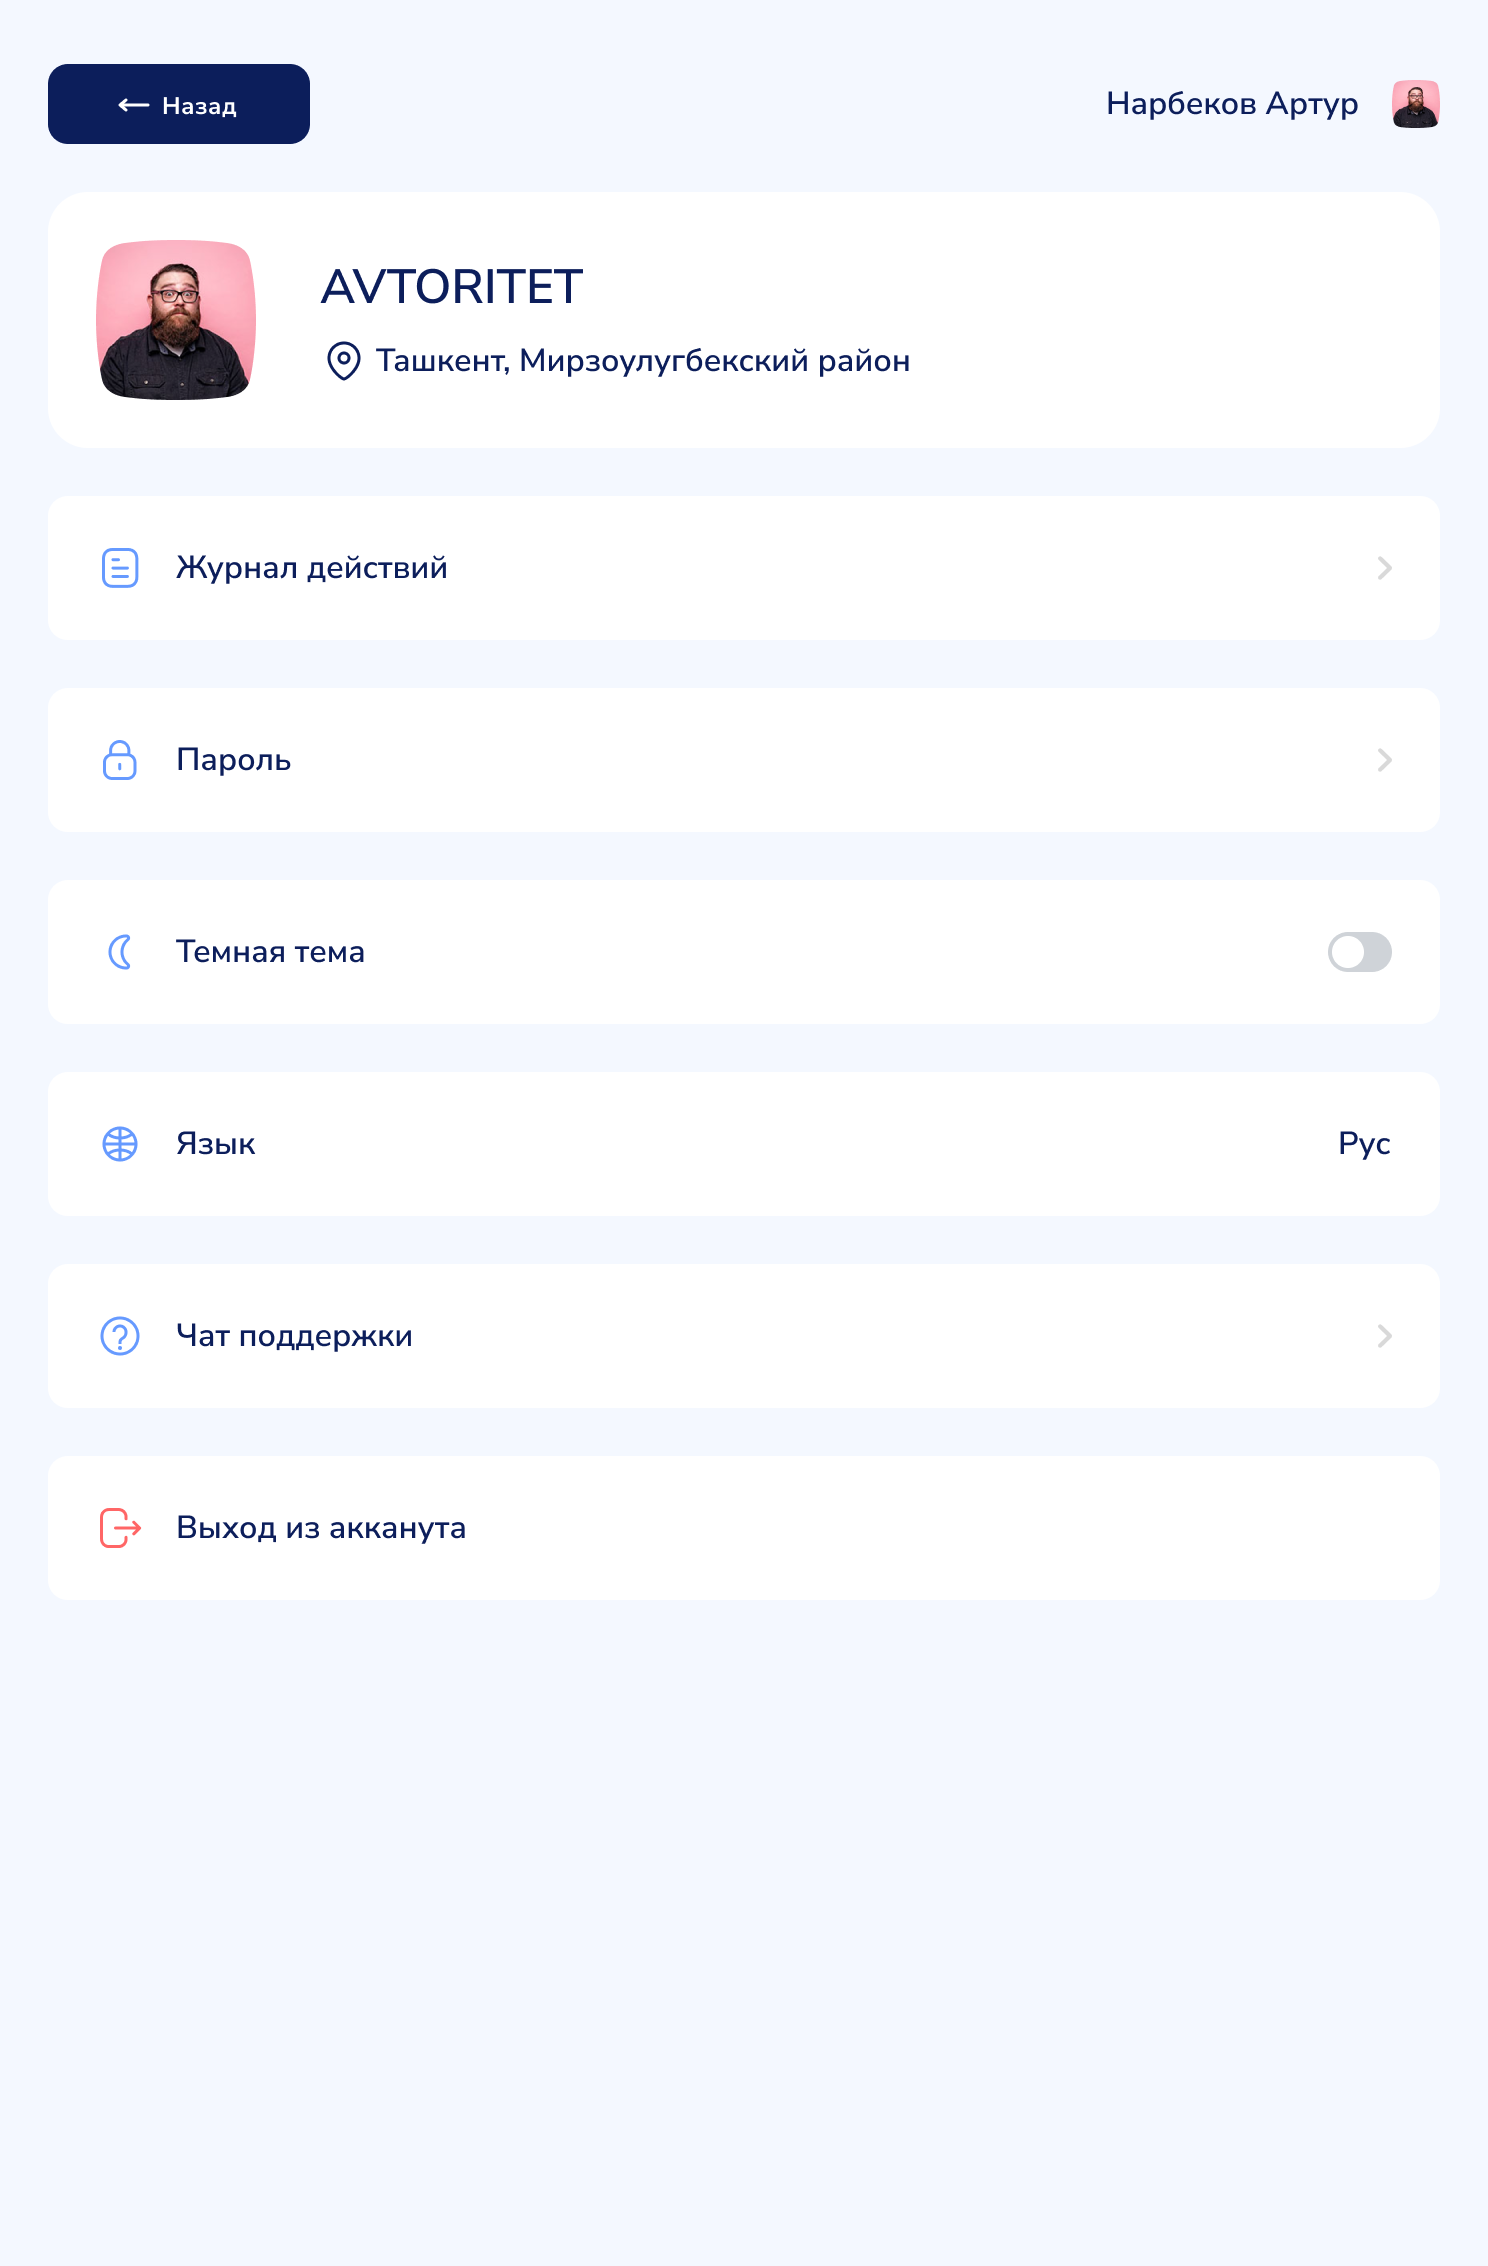 Назад
Нарбеков Артур
AVTORITET
Ташкент, Мирзоулугбекский район
Журнал действий
Пароль
Темная тема
Язык
Рус
Чат поддержки
Выход из акканута